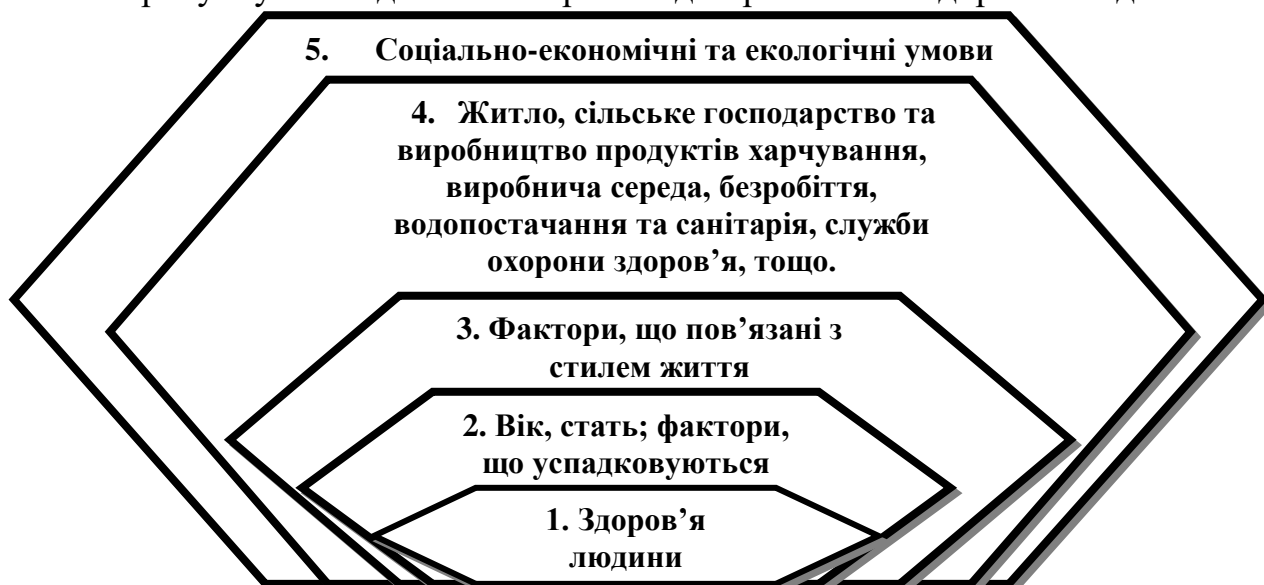 5. Соціально-економічні та екологічні умови
4. Житло, сільське господарство та
виробництво продуктів харчування,
виробнича середа, безробіття,
водопостачання та санітарія, служби
охорони здоров’я, тощо.
3. Фактори, що пов’язані з
стилем життя
2. Вік, стать; фактори,
що успадковуються
1. Здоров’я
людини